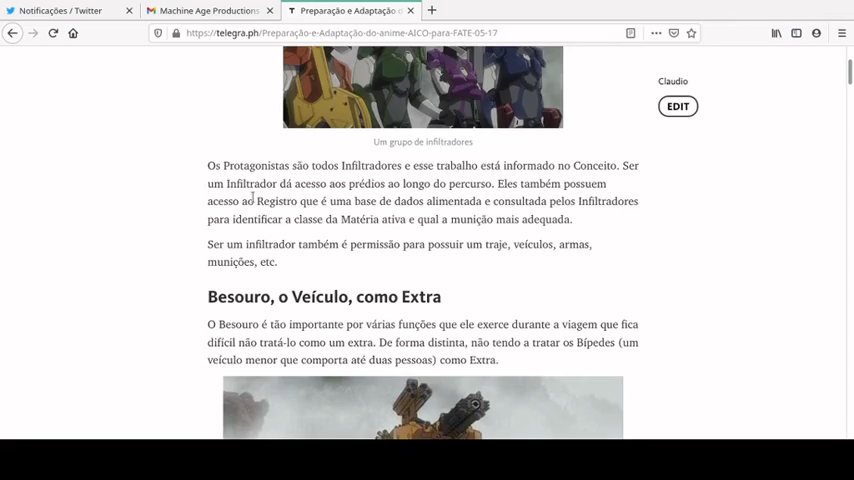 Notificações / Twitter
Machine Age Productions
Preparação e Adaptação do
https://telegra.ph/Preparação-e-Adaptação-do-anime-AICO-para-FATE-05-17
Claudio
EDIT
Um grupo de infiltradores
Os Protagonistas são todos Infiltradores e esse trabalho está informado no Conceito. Ser
um Infiltrador dá acesso aos prédios ao longo do percurso. Eles também possuem
acesso ao Registro que é uma base de dados alimentada e consultada pelos Infiltradores
para identificar a classe da Matéria ativa e qual a munição mais adequada.
Ser um infiltrador também é permissão para possuir um traje, veículos, armas,
munições, etc.
Besouro, o Veículo, como Extra
O Besouro é tão importante por várias funções que ele exerce durante a viagem que fica
difícil não tratá-lo como um extra. De forma distinta, não tendo a tratar os Bípedes (um
veículo menor que comporta até duas pessoas) como Extra.